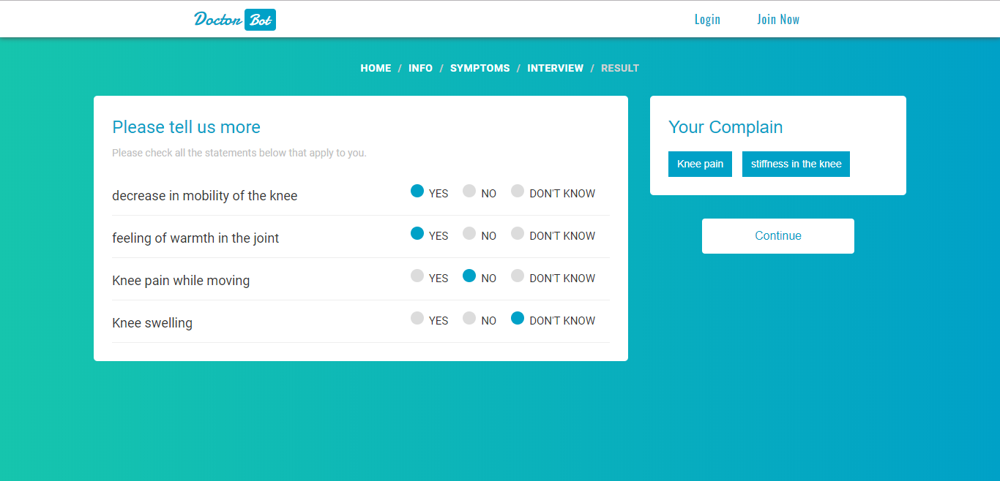 Doctor Bot
Login Join Now
HOME / INFO / SYMPTOMS / INTERVIEW / RESULT
Please tell us more
Please check all the statements below that apply to you.
decrease in mobility of the knee YES NO DON'T KNOW
feeling of warmth in the joint YES NO DON'T KNOW
Knee pain while moving YES NO DON'T KNOW
Knee swelling YES NO DON'T KNOW
Your Complain
Knee pain stiffness in the knee
Continue